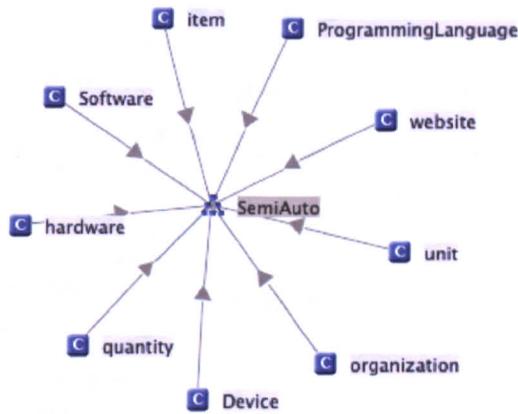 C item
C ProgrammingLanguage
C Software
C website
SemiAuto
C hardware
C unit
C quantity
C organization
C Device